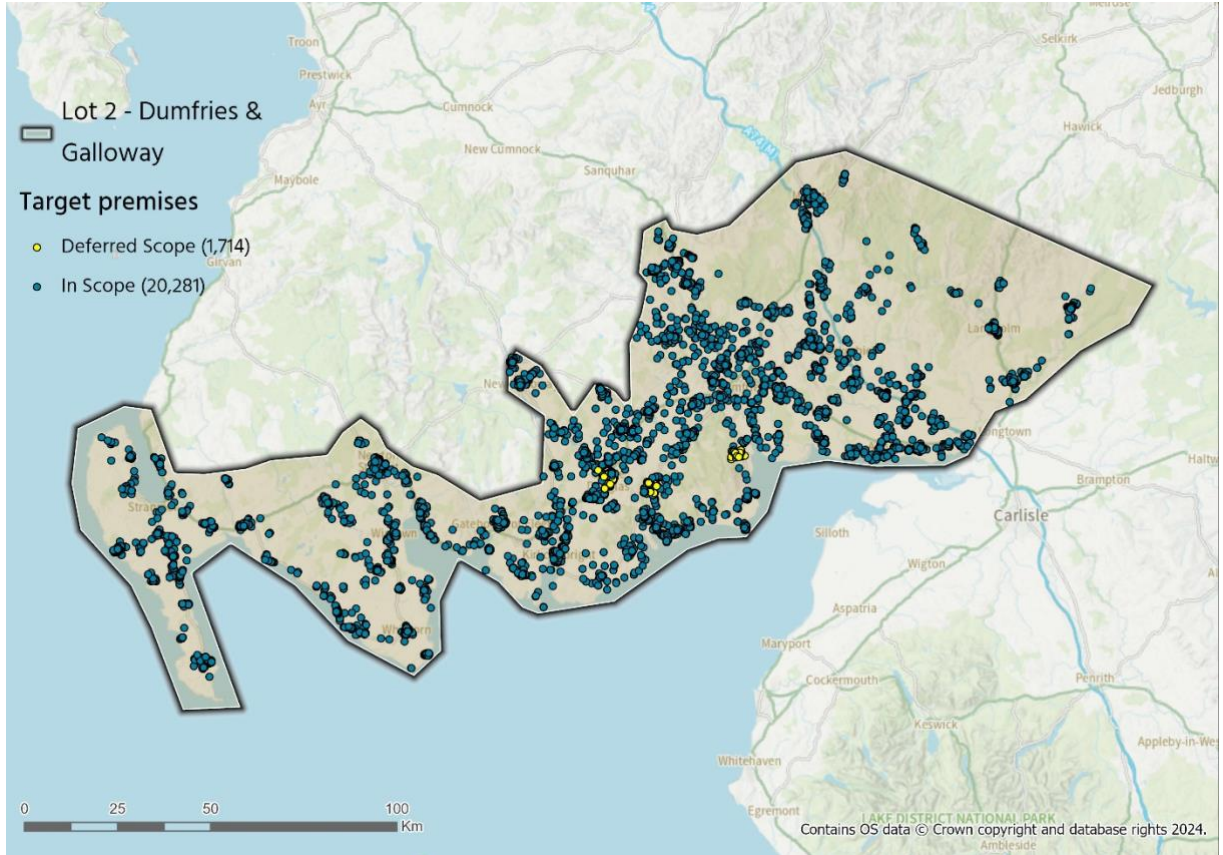 Lot 2 - Dumfries &
Galloway
Target premises
Deferred Scope (1,714)
In Scope (20,281)
Troon
Prestwick
Ayr
Maybole
Girvan
Cumnock
New Cumnock
Sanquhar
A74(M)
Melrose
Selkirk
Jedburgh
Hawick
Longtown
Haltw
Brampton
Carlisle
Silloth
Wigton
Aspatria
Maryport
Cockermouth
Penrith
Keswick
Appleby-in-Wes
Whitehaven
Egremont
LAKE DISTRICT NATIONAL PARK
Ambleside
0 25 50 100
Km
Contains OS data © Crown copyright and database rights 2024.